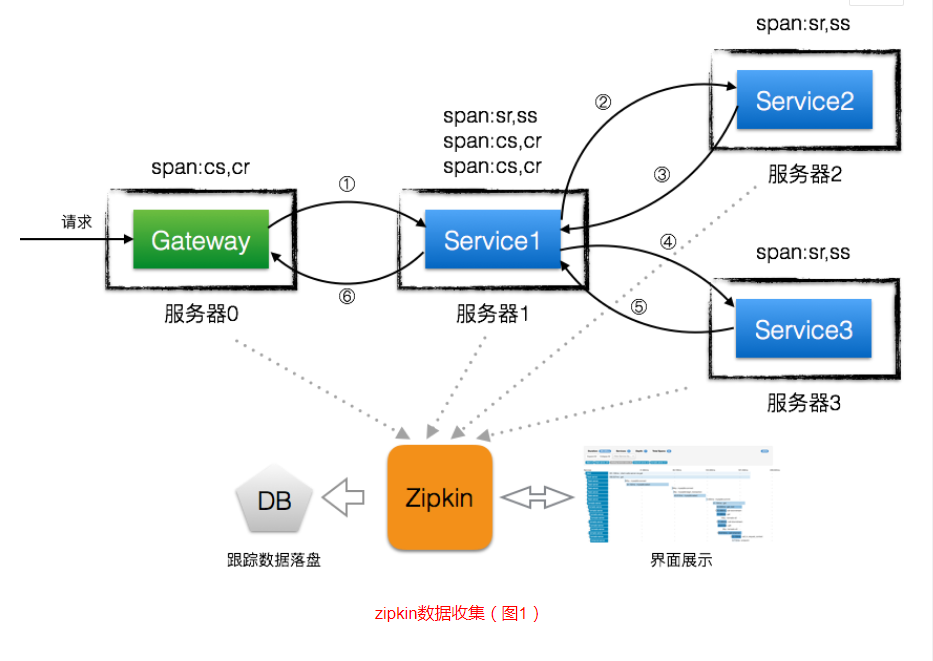 span:sr,ss
Service2
服务器2
②
③
span:sr,ss
span:cs,cr
span:cs,cr
span:cs,cr
①
请求
Gateway
Service1
④
⑥
⑤
服务器0
服务器1
span:sr,ss
Service3
服务器3
DB
Zipkin
跟踪数据落盘
界面展示
zipkin数据收集（图1）